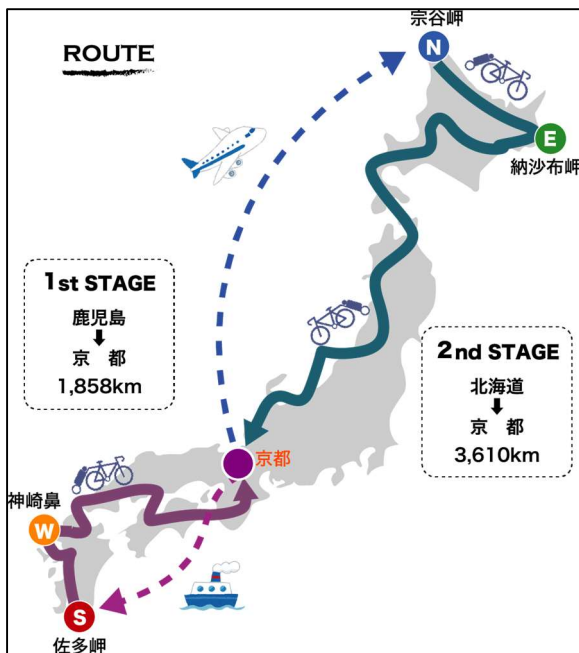 ROUTE
宗谷岬
N
E
納沙布岬
1st STAGE
鹿児島
京 都
1,858km
2nd STAGE
北海道
京 都
3,610km
京都
神崎鼻
W
S
佐多岬